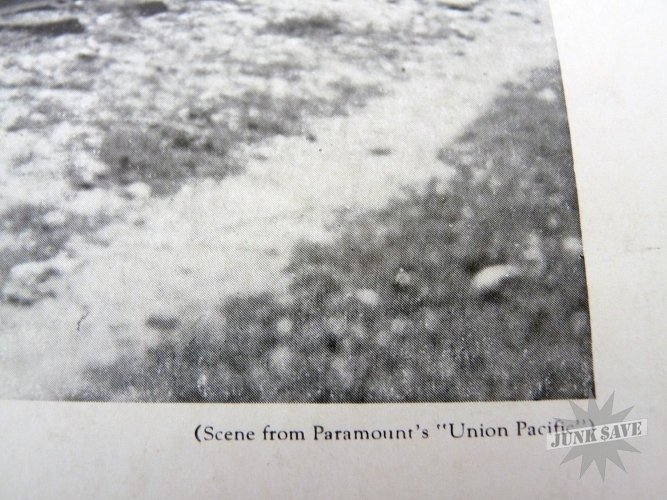 (Scene from Paramount's "Union Pacific")
JUNK SAVE